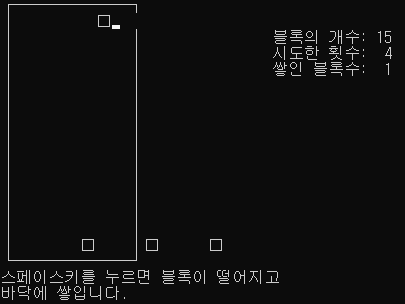 블록의 개수: 15
시도한 횟수: 4
쌓인 블록수: 1
스페이스키를 누르면 블록이 떨어지고
바닥에 쌓입니다.